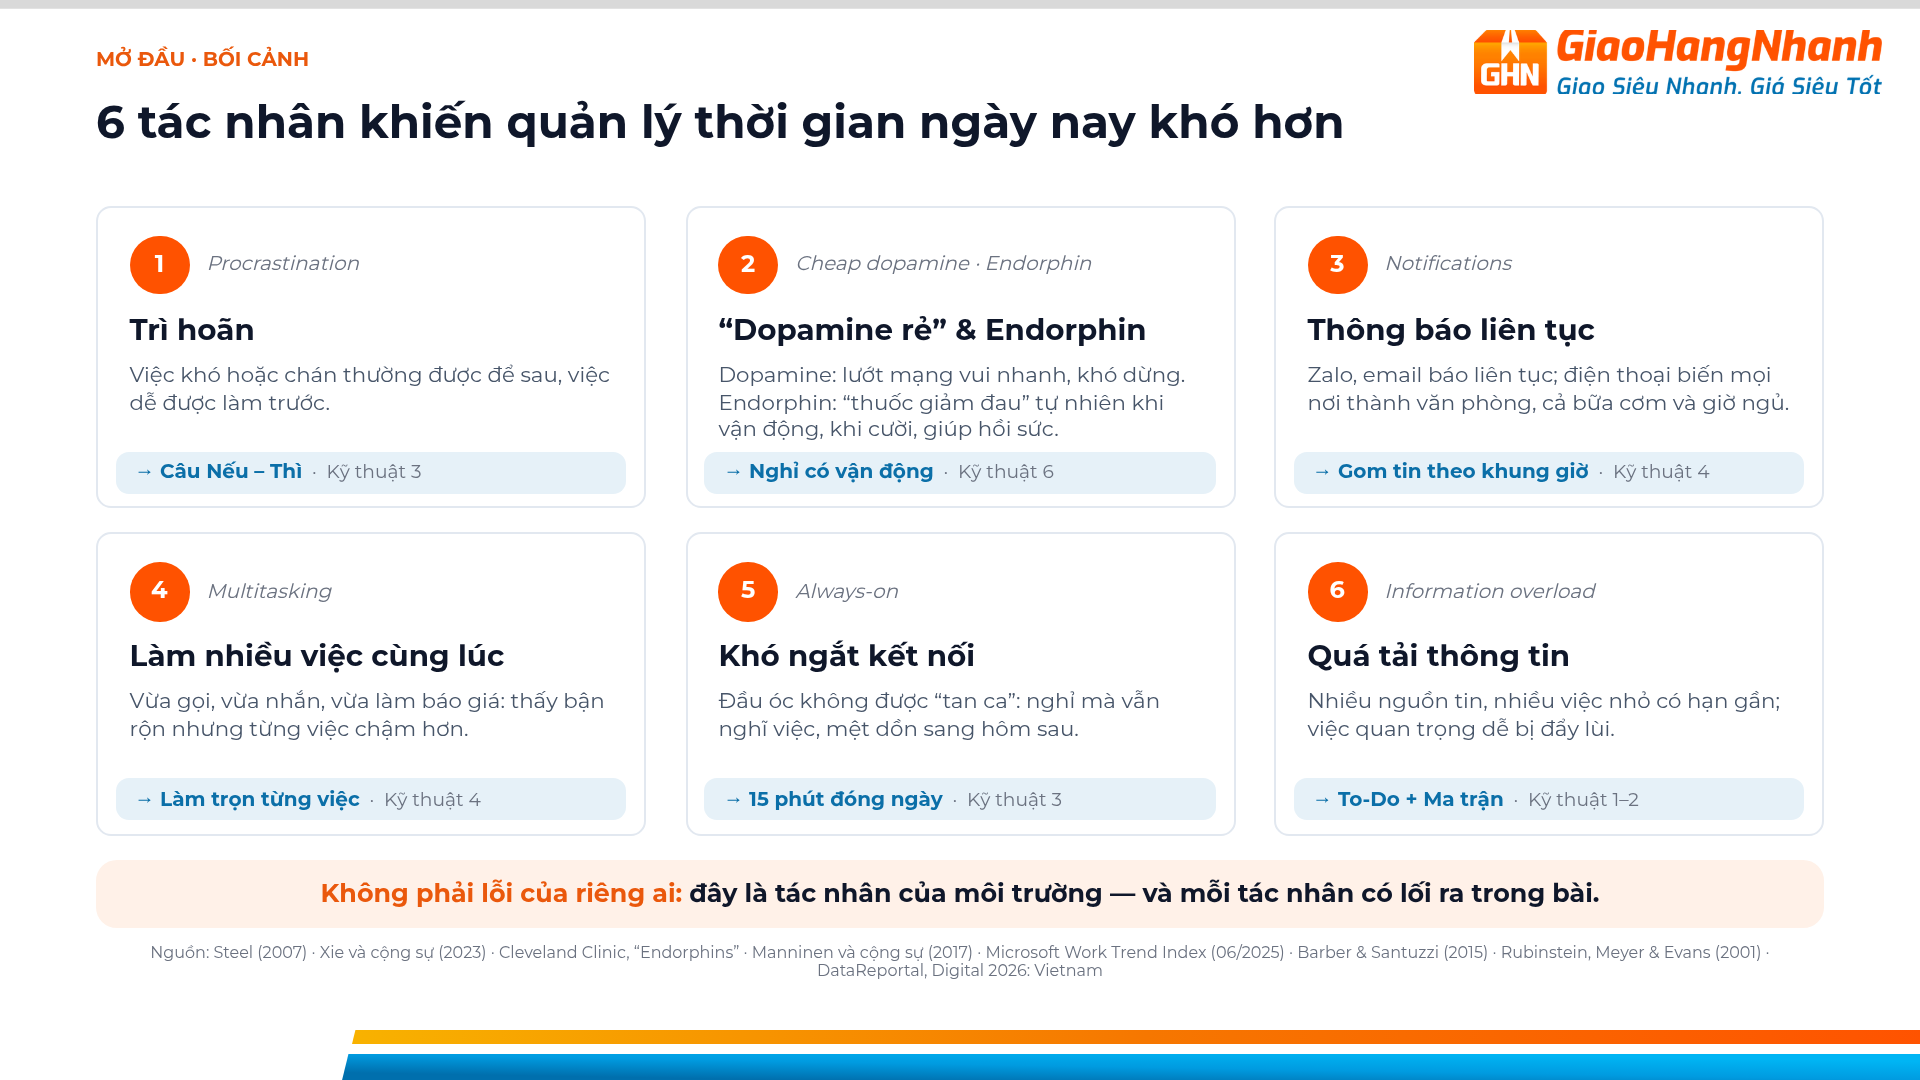 MỞ ĐẦU · BỐI CẢNH
GHN
GiaoHangNhanh
Giao Siêu Nhanh, Giá Siêu Tốt
6 tác nhân khiến quản lý thời gian ngày nay khó hơn
1 Procrastination
Trì hoãn
Việc khó hoặc chán thường được để sau, việc
dễ được làm trước.
→ Câu Nếu – Thì · Kỹ thuật 3
2 Cheap dopamine · Endorphin
“Dopamine rẻ” & Endorphin
Dopamine: lướt mạng vui nhanh, khó dừng.
Endorphin: “thuốc giảm đau” tự nhiên khi
vận động, khi cười, giúp hồi sức.
→ Nghỉ có vận động · Kỹ thuật 6
3 Notifications
Thông báo liên tục
Zalo, email báo liên tục; điện thoại biến mọi
nơi thành văn phòng, cả bữa cơm và giờ ngủ.
→ Gom tin theo khung giờ · Kỹ thuật 4
4 Multitasking
Làm nhiều việc cùng lúc
Vừa gọi, vừa nhắn, vừa làm báo giá: thấy bận
rộn nhưng từng việc chậm hơn.
→ Làm trọn từng việc · Kỹ thuật 4
5 Always-on
Khó ngắt kết nối
Đầu óc không được “tan ca”: nghỉ mà vẫn
nghĩ việc, mệt dồn sang hôm sau.
→ 15 phút đóng ngày · Kỹ thuật 3
6 Information overload
Quá tải thông tin
Nhiều nguồn tin, nhiều việc nhỏ có hạn gần;
việc quan trọng dễ bị đẩy lùi.
→ To-Do + Ma trận · Kỹ thuật 1–2
Không phải lỗi của riêng ai: đây là tác nhân của môi trường — và mỗi tác nhân có lối ra trong bài.
Nguồn: Steel (2007) · Xie và cộng sự (2023) · Cleveland Clinic, “Endorphins” · Manninen và cộng sự (2017) · Microsoft Work Trend Index (06/2025) · Barber & Santuzzi (2015) · Rubinstein, Meyer & Evans (2001) ·
DataReportal, Digital 2026: Vietnam